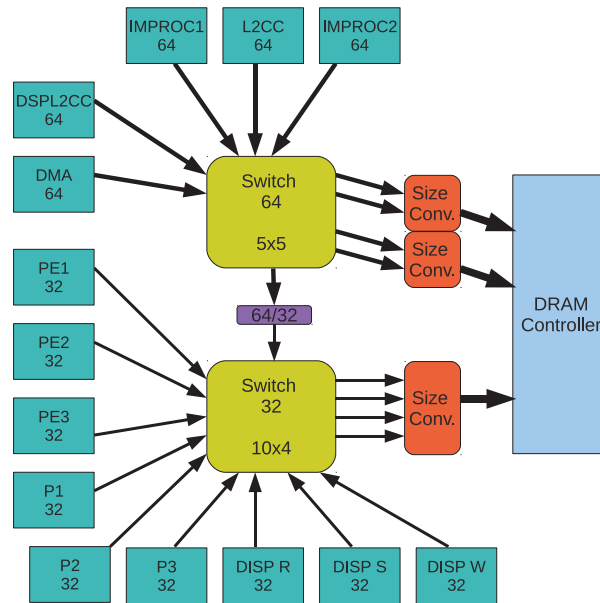 IMPROC1
64
L2CC
64
IMPROC2
64
DSPL2CC
64
DMA
64
Switch
64
5x5
Size
Conv.
Size
Conv.
64/32
DRAM
Controller
PE1
32
PE2
32
PE3
32
P1
32
Switch
32
10x4
Size
Conv.
P2
32
P3
32
DISP R
32
DISP S
32
DISP W
32